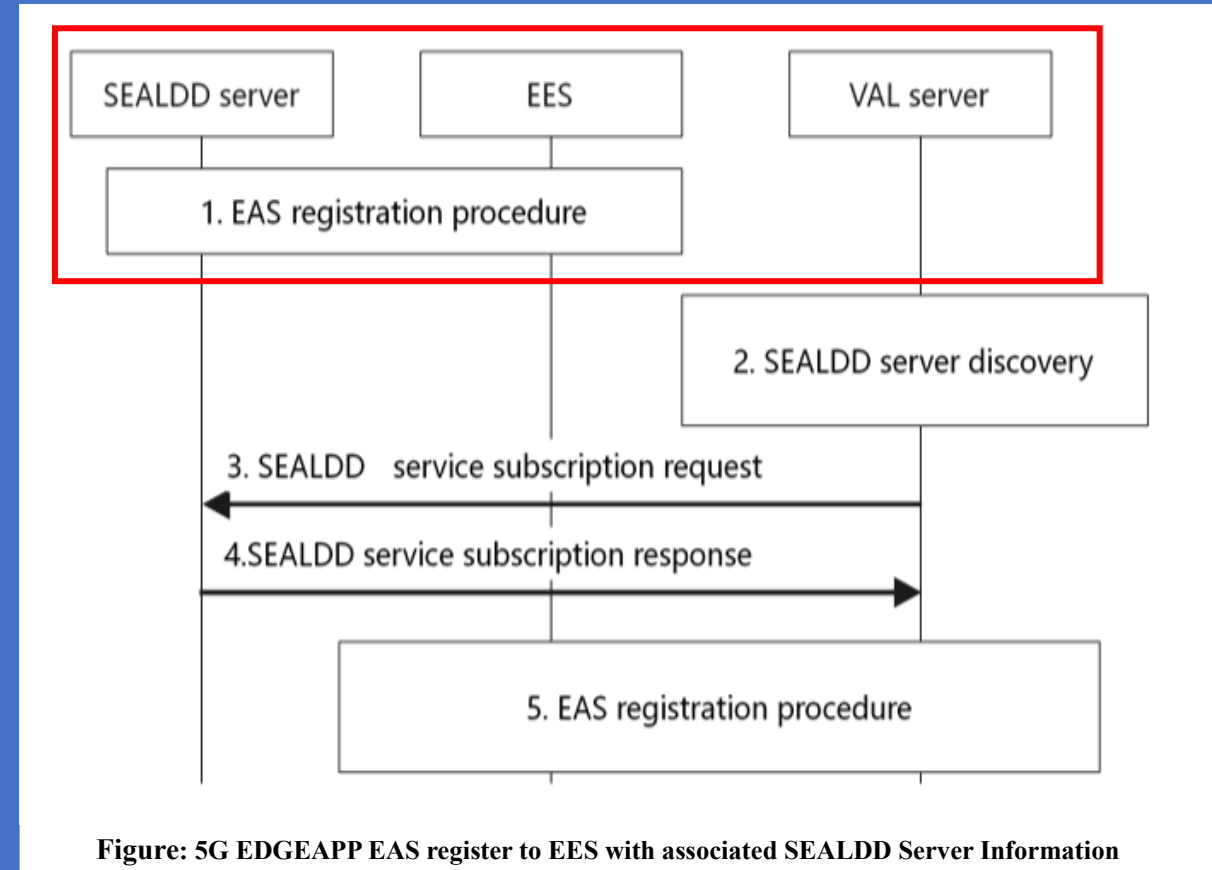 SEALDD server
EES
VAL server
1. EAS registration procedure
2. SEALDD server discovery
3. SEALDD service subscription request
4.SEALDD service subscription response
5. EAS registration procedure
Figure: 5G EDGEAPP EAS register to EES with associated SEALDD Server Information